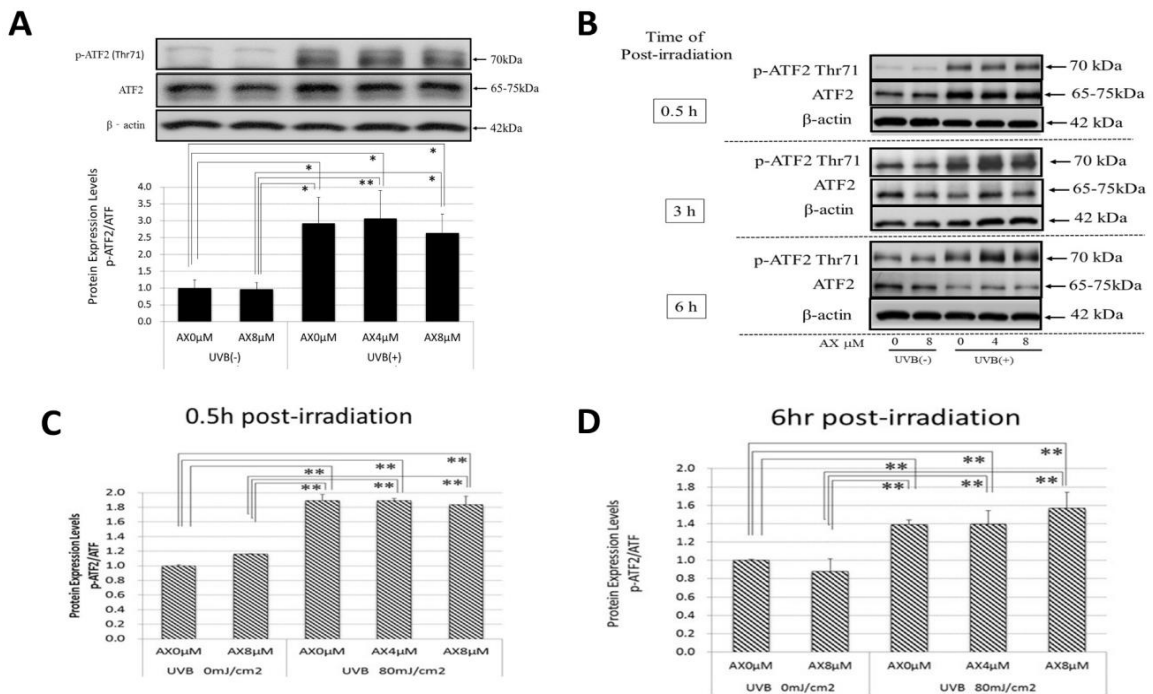 A
p-ATF2 (Thr71)
70kDa
ATF2
65-75kDa
β - actin
42kDa
* * *
* ** *
Protein Expression Levels
p-ATF2/ATF
4.0
3.5
3.0
2.5
2.0
1.5
1.0
0.5
0.0
AX0μM AX8μM AX0μM AX4μM AX8μM
UVB(-) UVB(+)
B
Time of
Post-irradiation
p-ATF2 Thr71 70 kDa
0.5 h
ATF2 65-75kDa
β-actin 42 kDa
p-ATF2 Thr71 70 kDa
ATF2 65-75kDa
3 h
β-actin 42 kDa
p-ATF2 Thr71 70 kDa
ATF2 65-75kDa
6 h
β-actin 42 kDa
AX μM 0 8 0 4 8
UVB(-) UVB(+)
C
0.5h post-irradiation
** ** **
** ** **
Protein Expression Levels
p-ATF2/ATF
2.0
1.8
1.6
1.4
1.2
1.0
0.8
0.6
0.4
0.2
0.0
AX0μM AX8μM AX0μM AX4μM AX8μM
UVB 0mJ/cm2 UVB 80mJ/cm2
D
6hr post-irradiation
** ** **
** ** **
Protein Expression Levels
p-ATF2/ATF
2.0
1.8
1.6
1.4
1.2
1.0
0.8
0.6
0.4
0.2
0.0
AX0μM AX8μM AX0μM AX4μM AX8μM
UVB 0mJ/cm2 UVB 80mJ/cm2